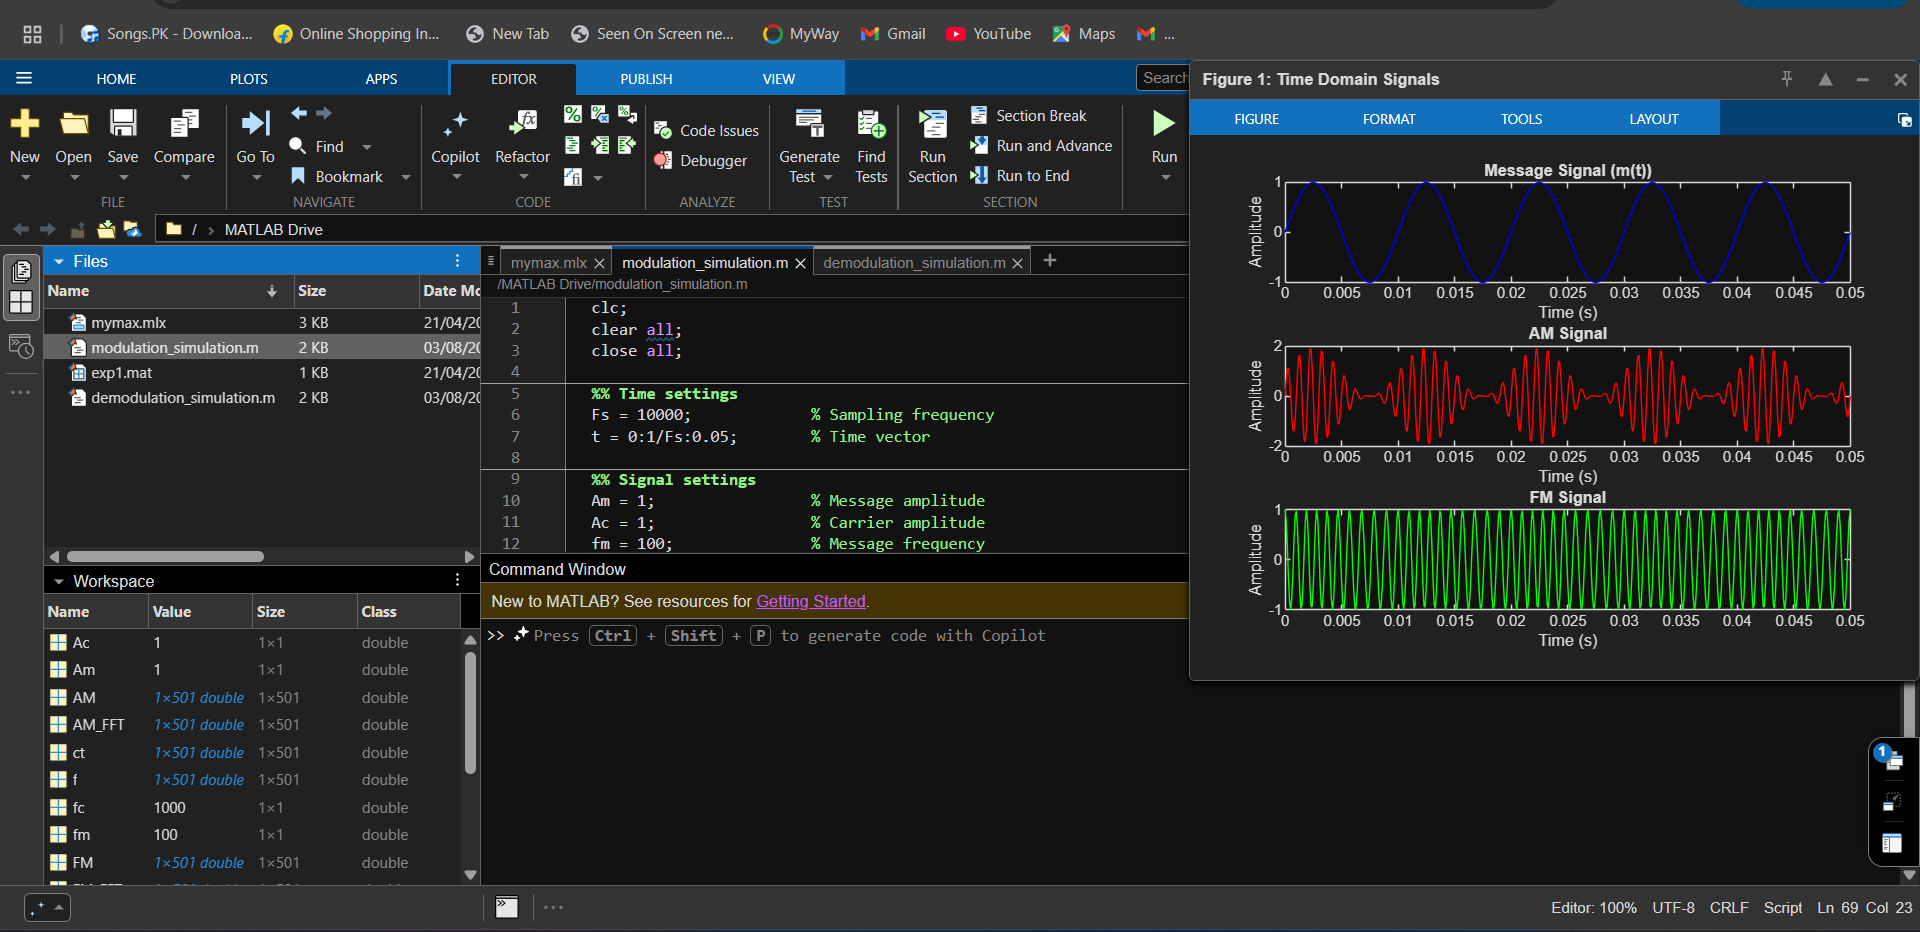 Songs.PK - Downloa... Online Shopping In... New Tab Seen On Screen ne... MyWay Gmail YouTube Maps ...
HOME PLOTS APPS EDITOR PUBLISH VIEW Search
New Open Save Compare
FILE
Go To
Find
Bookmark
NAVIGATE
Copilot Refactor
CODE
Code Issues
Debugger
ANALYZE
Generate Test Find Tests
TEST
Run Section
Section Break
Run and Advance
Run to End
SECTION
Run
/ › MATLAB Drive
Files
Name Size Date Mo
mymax.mlx 3 KB 21/04/20
modulation_simulation.m 2 KB 03/08/20
exp1.mat 1 KB 21/04/20
demodulation_simulation.m 2 KB 03/08/20
Workspace
Name Value Size Class
Ac 1 1×1 double
Am 1 1×1 double
AM 1×501 double 1×501 double
AM_FFT 1×501 double 1×501 double
ct 1×501 double 1×501 double
f 1×501 double 1×501 double
fc 1000 1×1 double
fm 100 1×1 double
FM 1×501 double 1×501 double
mymax.mlx modulation_simulation.m demodulation_simulation.m
/MATLAB Drive/modulation_simulation.m
1 clc;
2 clear all;
3 close all;
4
5 %% Time settings
6 Fs = 10000; % Sampling frequency
7 t = 0:1/Fs:0.05; % Time vector
8
9 %% Signal settings
10 Am = 1; % Message amplitude
11 Ac = 1; % Carrier amplitude
12 fm = 100; % Message frequency
Command Window
New to MATLAB? See resources for Getting Started.
>> Press Ctrl + Shift + P to generate code with Copilot
Figure 1: Time Domain Signals
FIGURE FORMAT TOOLS LAYOUT
Message Signal (m(t))
Amplitude
1
0
-1
0 0.005 0.01 0.015 0.02 0.025 0.03 0.035 0.04 0.045 0.05
Time (s)
AM Signal
Amplitude
2
0
-2
0 0.005 0.01 0.015 0.02 0.025 0.03 0.035 0.04 0.045 0.05
Time (s)
FM Signal
Amplitude
1
0
-1
0 0.005 0.01 0.015 0.02 0.025 0.03 0.035 0.04 0.045 0.05
Time (s)
1
Editor: 100% UTF-8 CRLF Script Ln 69 Col 23